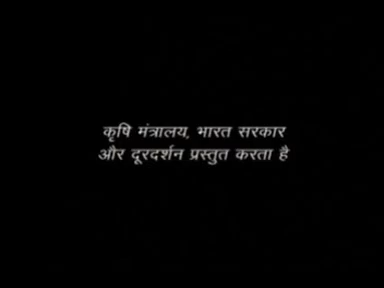 कृषि मंत्रालय, भारत सरकार
और दूरदर्शन प्रस्तुत करता है